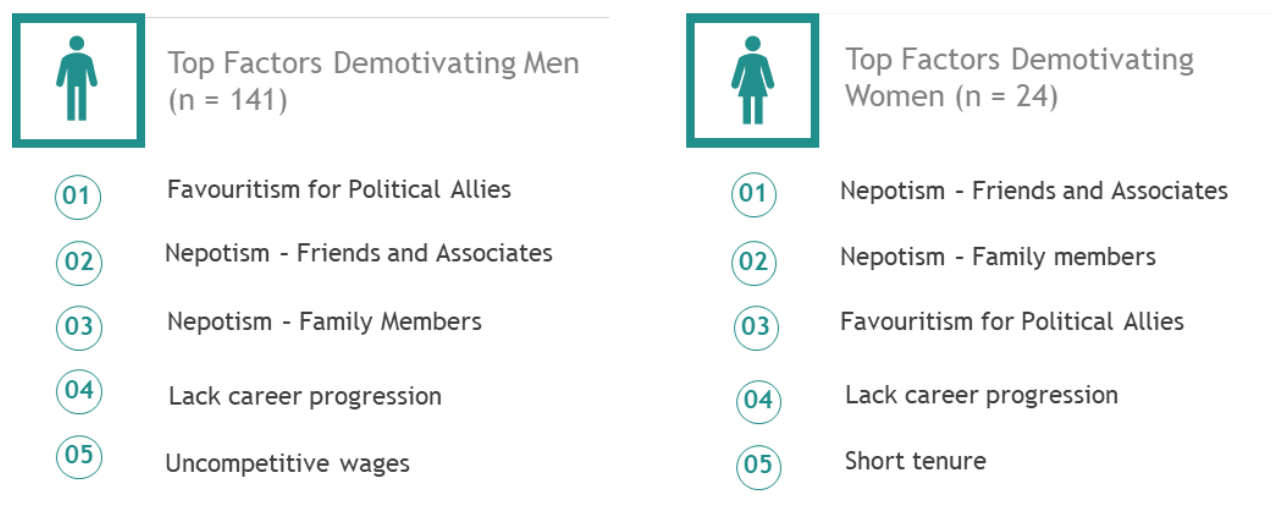 Top Factors Demotivating Men
(n = 141)
01 Favouritism for Political Allies
02 Nepotism – Friends and Associates
03 Nepotism – Family Members
04 Lack career progression
05 Uncompetitive wages
Top Factors Demotivating
Women (n = 24)
01 Nepotism – Friends and Associates
02 Nepotism – Family members
03 Favouritism for Political Allies
04 Lack career progression
05 Short tenure